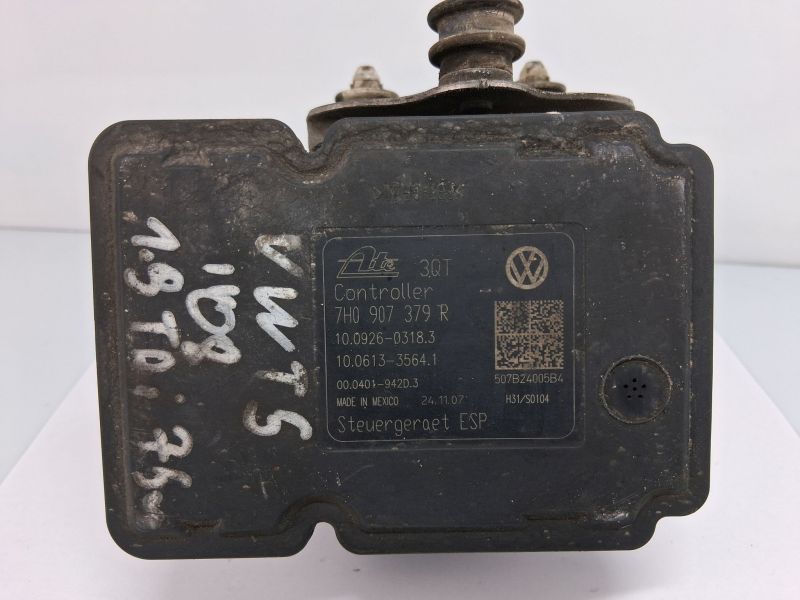 Ate 3QT
Controller
7H0 907 379 R
10.0926-0318.3
10.0613-3564.1
00.0401-942D.3
507B24005B4
MADE IN MEXICO 24.11.07
H31/S0104
Steuergeraet ESP
VW T5
1.9 TDi